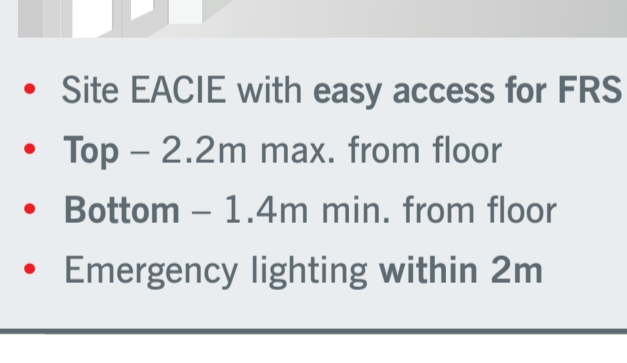 • Site EACIE with easy access for FRS
• Top – 2.2m max. from floor
• Bottom – 1.4m min. from floor
• Emergency lighting within 2m